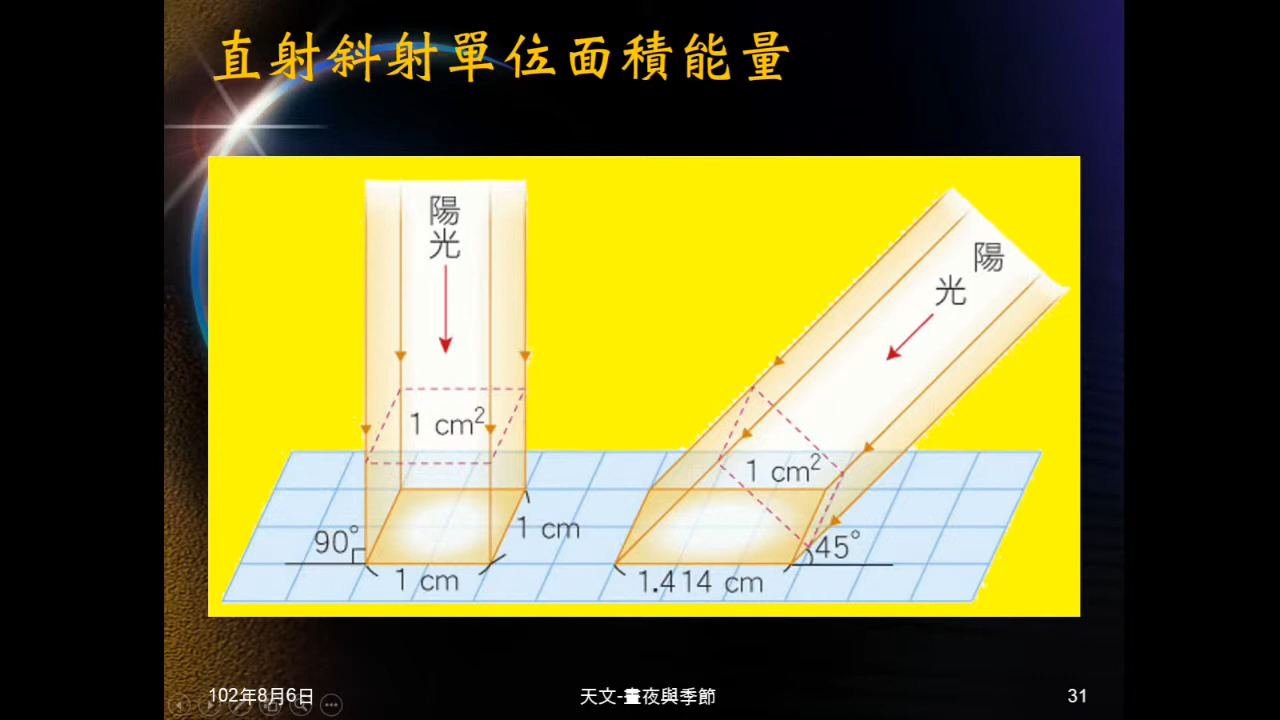 直射斜射單位面積能量
陽光
陽光
1 cm²
1 cm²
90°
1 cm
45°
1 cm
1.414 cm
102年8月6日
天文-晝夜與季節
31